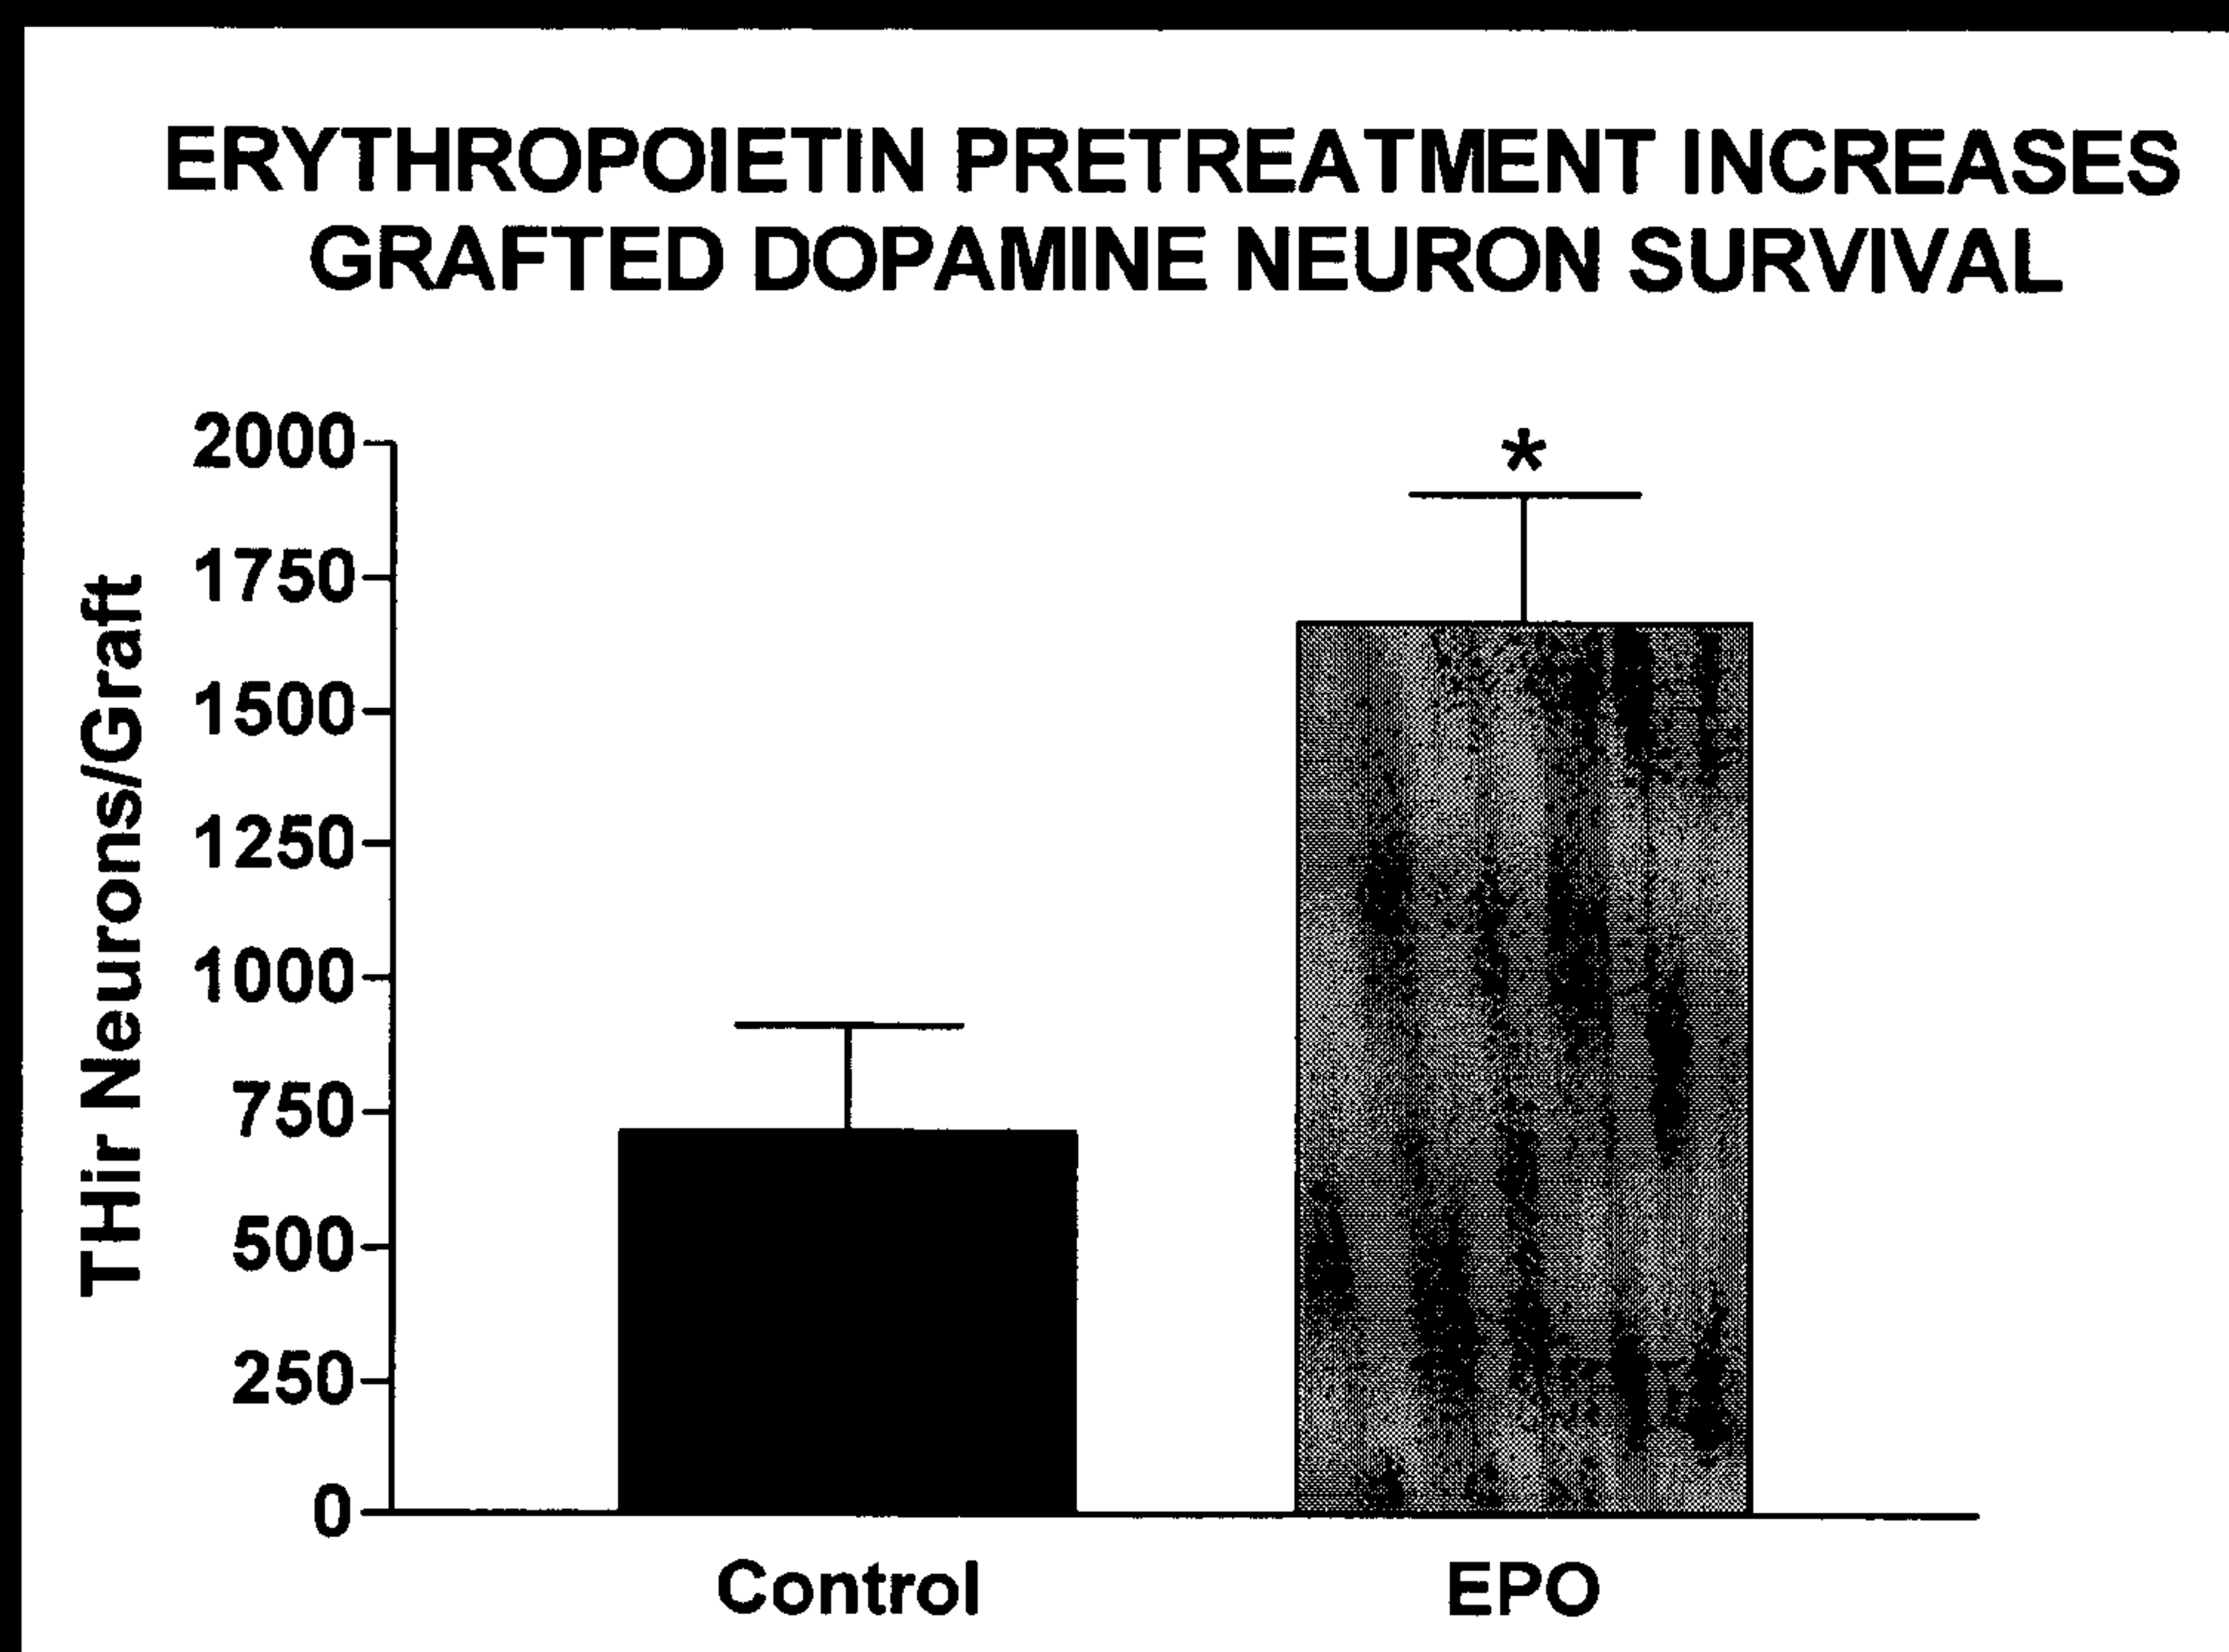 ERYTHROPOIETIN PRETREATMENT INCREASES
GRAFTED DOPAMINE NEURON SURVIVAL
THir Neurons/Graft
2000
*
1750
1500
1250
1000
750
500
250
0
Control
EPO